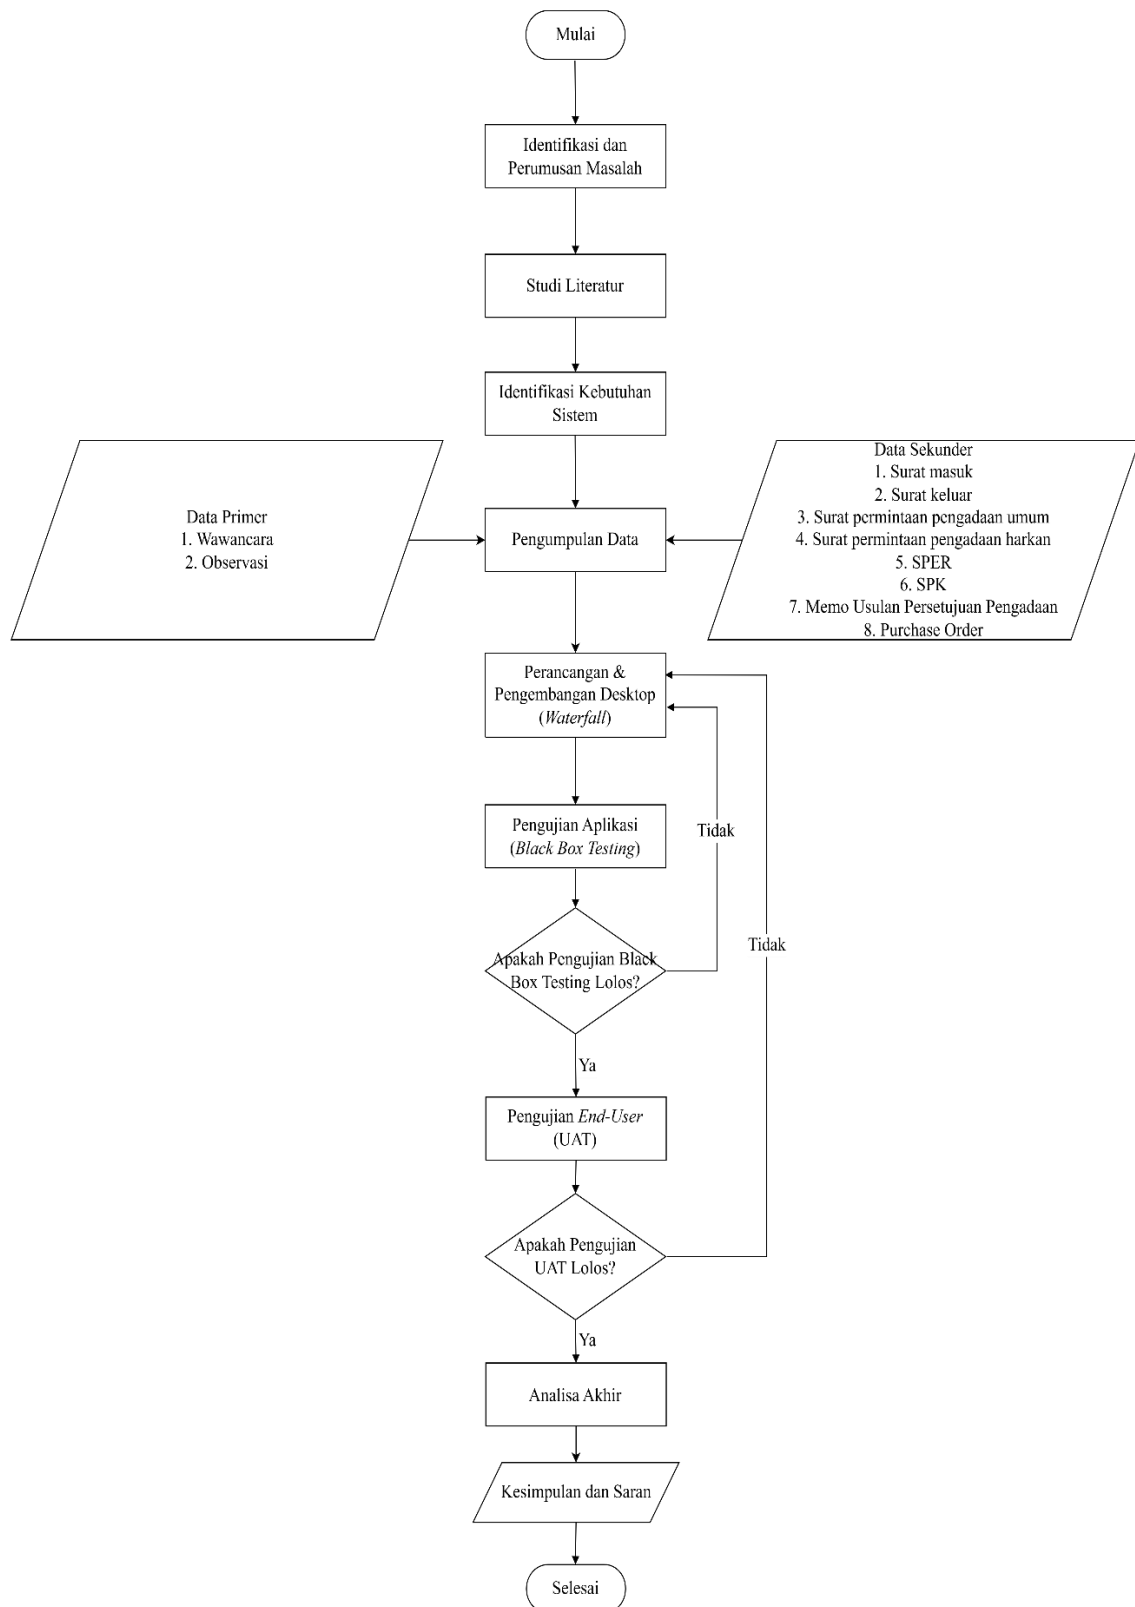 Mulai
Identifikasi dan
Perumusan Masalah
Studi Literatur
Identifikasi Kebutuhan
Sistem
Data Primer
1. Wawancara
2. Observasi
Pengumpulan Data
Data Sekunder
1. Surat masuk
2. Surat keluar
3. Surat permintaan pengadaan umum
4. Surat permintaan pengadaan harkan
5. SPER
6. SPK
7. Memo Usulan Persetujuan Pengadaan
8. Purchase Order
Perancangan &
Pengembangan Desktop
(Waterfall)
Pengujian Aplikasi
(Black Box Testing)
Tidak
Apakah Pengujian Black
Box Testing Lolos?
Tidak
Ya
Pengujian End-User
(UAT)
Apakah Pengujian
UAT Lolos?
Ya
Analisa Akhir
Kesimpulan dan Saran
Selesai